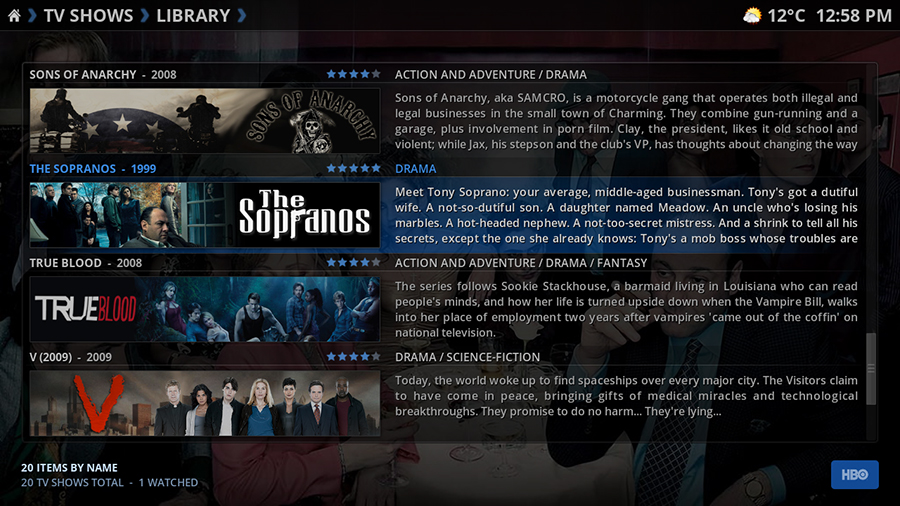 TV SHOWS LIBRARY
12°C 12:58 PM
SONS OF ANARCHY - 2008
ACTION AND ADVENTURE / DRAMA
SONS OF ANARCHY
Sons of Anarchy, aka SAMCRO, is a motorcycle gang that operates both illegal and
legal businesses in the small town of Charming. They combine gun-running and a
garage, plus involvement in porn film. Clay, the president, likes it old school and
violent; while Jax, his stepson and the club's VP, has thoughts about changing the way
THE SOPRANOS - 1999
DRAMA
The
Sopranos
Meet Tony Soprano: your average, middle-aged businessman. Tony's got a dutiful
wife. A not-so-dutiful son. A daughter named Meadow. An uncle who's losing his
marbles. A hot-headed nephew. A not-too-secret mistress. And a shrink to tell all his
secrets, except the one she already knows: Tony's a mob boss whose troubles are
TRUE BLOOD - 2008
ACTION AND ADVENTURE / DRAMA / FANTASY
TRUE BLOOD
The series follows Sookie Stackhouse, a barmaid living in Louisiana who can read
people's minds, and how her life is turned upside down when the Vampire Bill, walks
into her place of employment two years after vampires 'came out of the coffin' on
national television.
V (2009) - 2009
DRAMA / SCIENCE-FICTION
V
Today, the world woke up to find spaceships over every major city. The Visitors claim
to have come in peace, bringing gifts of medical miracles and technological
breakthroughs. They promise to do no harm... They're lying...
20 ITEMS BY NAME
20 TV SHOWS TOTAL - 1 WATCHED
HBO